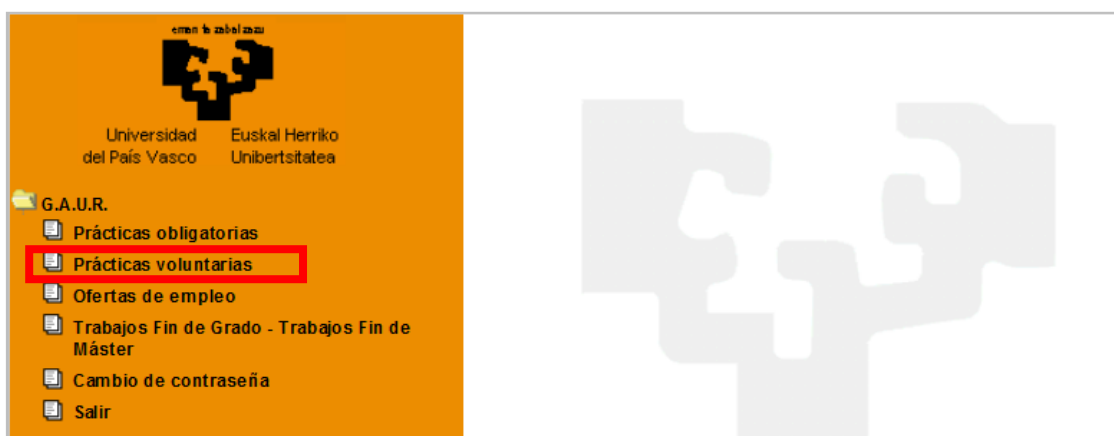 Universidad Euskal Herriko
del País Vasco Unibertsitatea
G.A.U.R.
Prácticas obligatorias
Prácticas voluntarias
Ofertas de empleo
Trabajos Fin de Grado - Trabajos Fin de
Máster
Cambio de contraseña
Salir